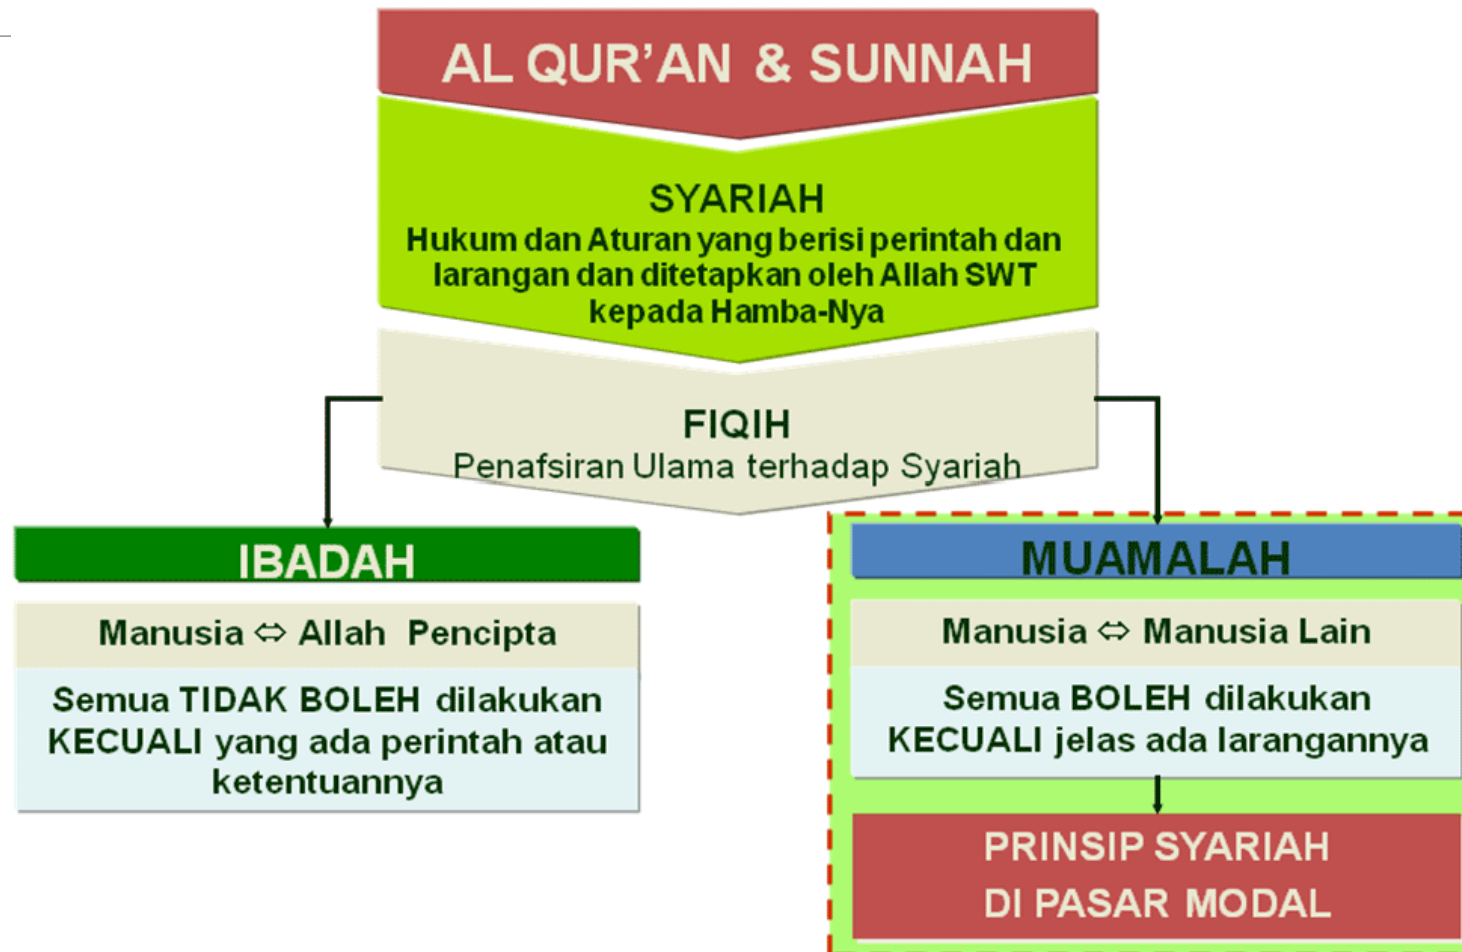 AL QUR’AN & SUNNAH
SYARIAH
Hukum dan Aturan yang berisi perintah dan
larangan dan ditetapkan oleh Allah SWT
kepada Hamba-Nya
FIQIH
Penafsiran Ulama terhadap Syariah
IBADAH
Manusia ⇔ Allah Pencipta
Semua TIDAK BOLEH dilakukan
KECUALI yang ada perintah atau
ketentuannya
MUAMALAH
Manusia ⇔ Manusia Lain
Semua BOLEH dilakukan
KECUALI jelas ada larangannya
PRINSIP SYARIAH
DI PASAR MODAL